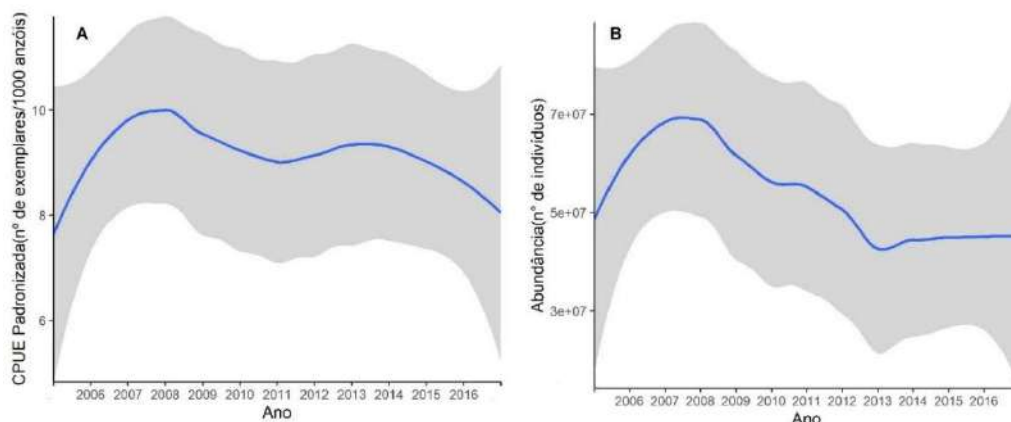 A
CPUE Padronizada(nº de exemplares/1000 anzóis)
10
8
6
2006 2007 2008 2009 2010 2011 2012 2013 2014 2015 2016
Ano
B
Abundância(n° de indivíduos)
7e+07
5e+07
3e+07
2006 2007 2008 2009 2010 2011 2012 2013 2014 2015 2016
Ano